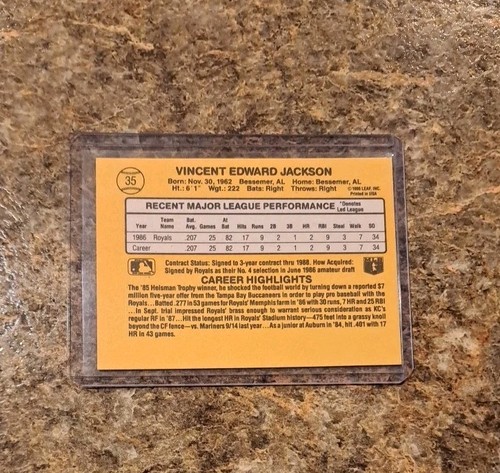 35
VINCENT EDWARD JACKSON
Born: Nov. 30, 1962 Bessemer, AL Home: Bessemer, AL
Ht.: 6'1" Wgt.: 222 Bats: Right Throws: Right
© 1986 LEAF, INC.
Printed in USA
RECENT MAJOR LEAGUE PERFORMANCE *Denotes Led League
Year Team Name Bat. Avg. Games At Bat Hits Runs 2B 3B HR RBI Steal Walk SO
1986 Royals .207 25 82 17 9 2 1 2 9 3 7 34
Career .207 25 82 17 9 2 1 2 9 3 7 34
Contract Status: Signed to 3-year contract thru 1988. How Acquired:
Signed by Royals as their No. 4 selection in June 1986 amateur draft
CAREER HIGHLIGHTS
The '85 Heisman Trophy winner, he shocked the football world by turning down a reported $7
million five-year offer from the Tampa Bay Buccaneers in order to play pro baseball with the
Royals...Batted .277 in 53 games for Royals' Memphis farm in '86 with 30 runs, 7 HR and 25 RBI
...In Sept. trial impressed Royals' brass enough to warrant serious consideration as KC's
regular RF in '87...Hit the longest HR in Royals' Stadium history—475 feet into a grassy knoll
beyond the CF fence—vs. Mariners 9/14 last year...As a junior at Auburn in '84, hit .401 with 17
HR in 43 games.